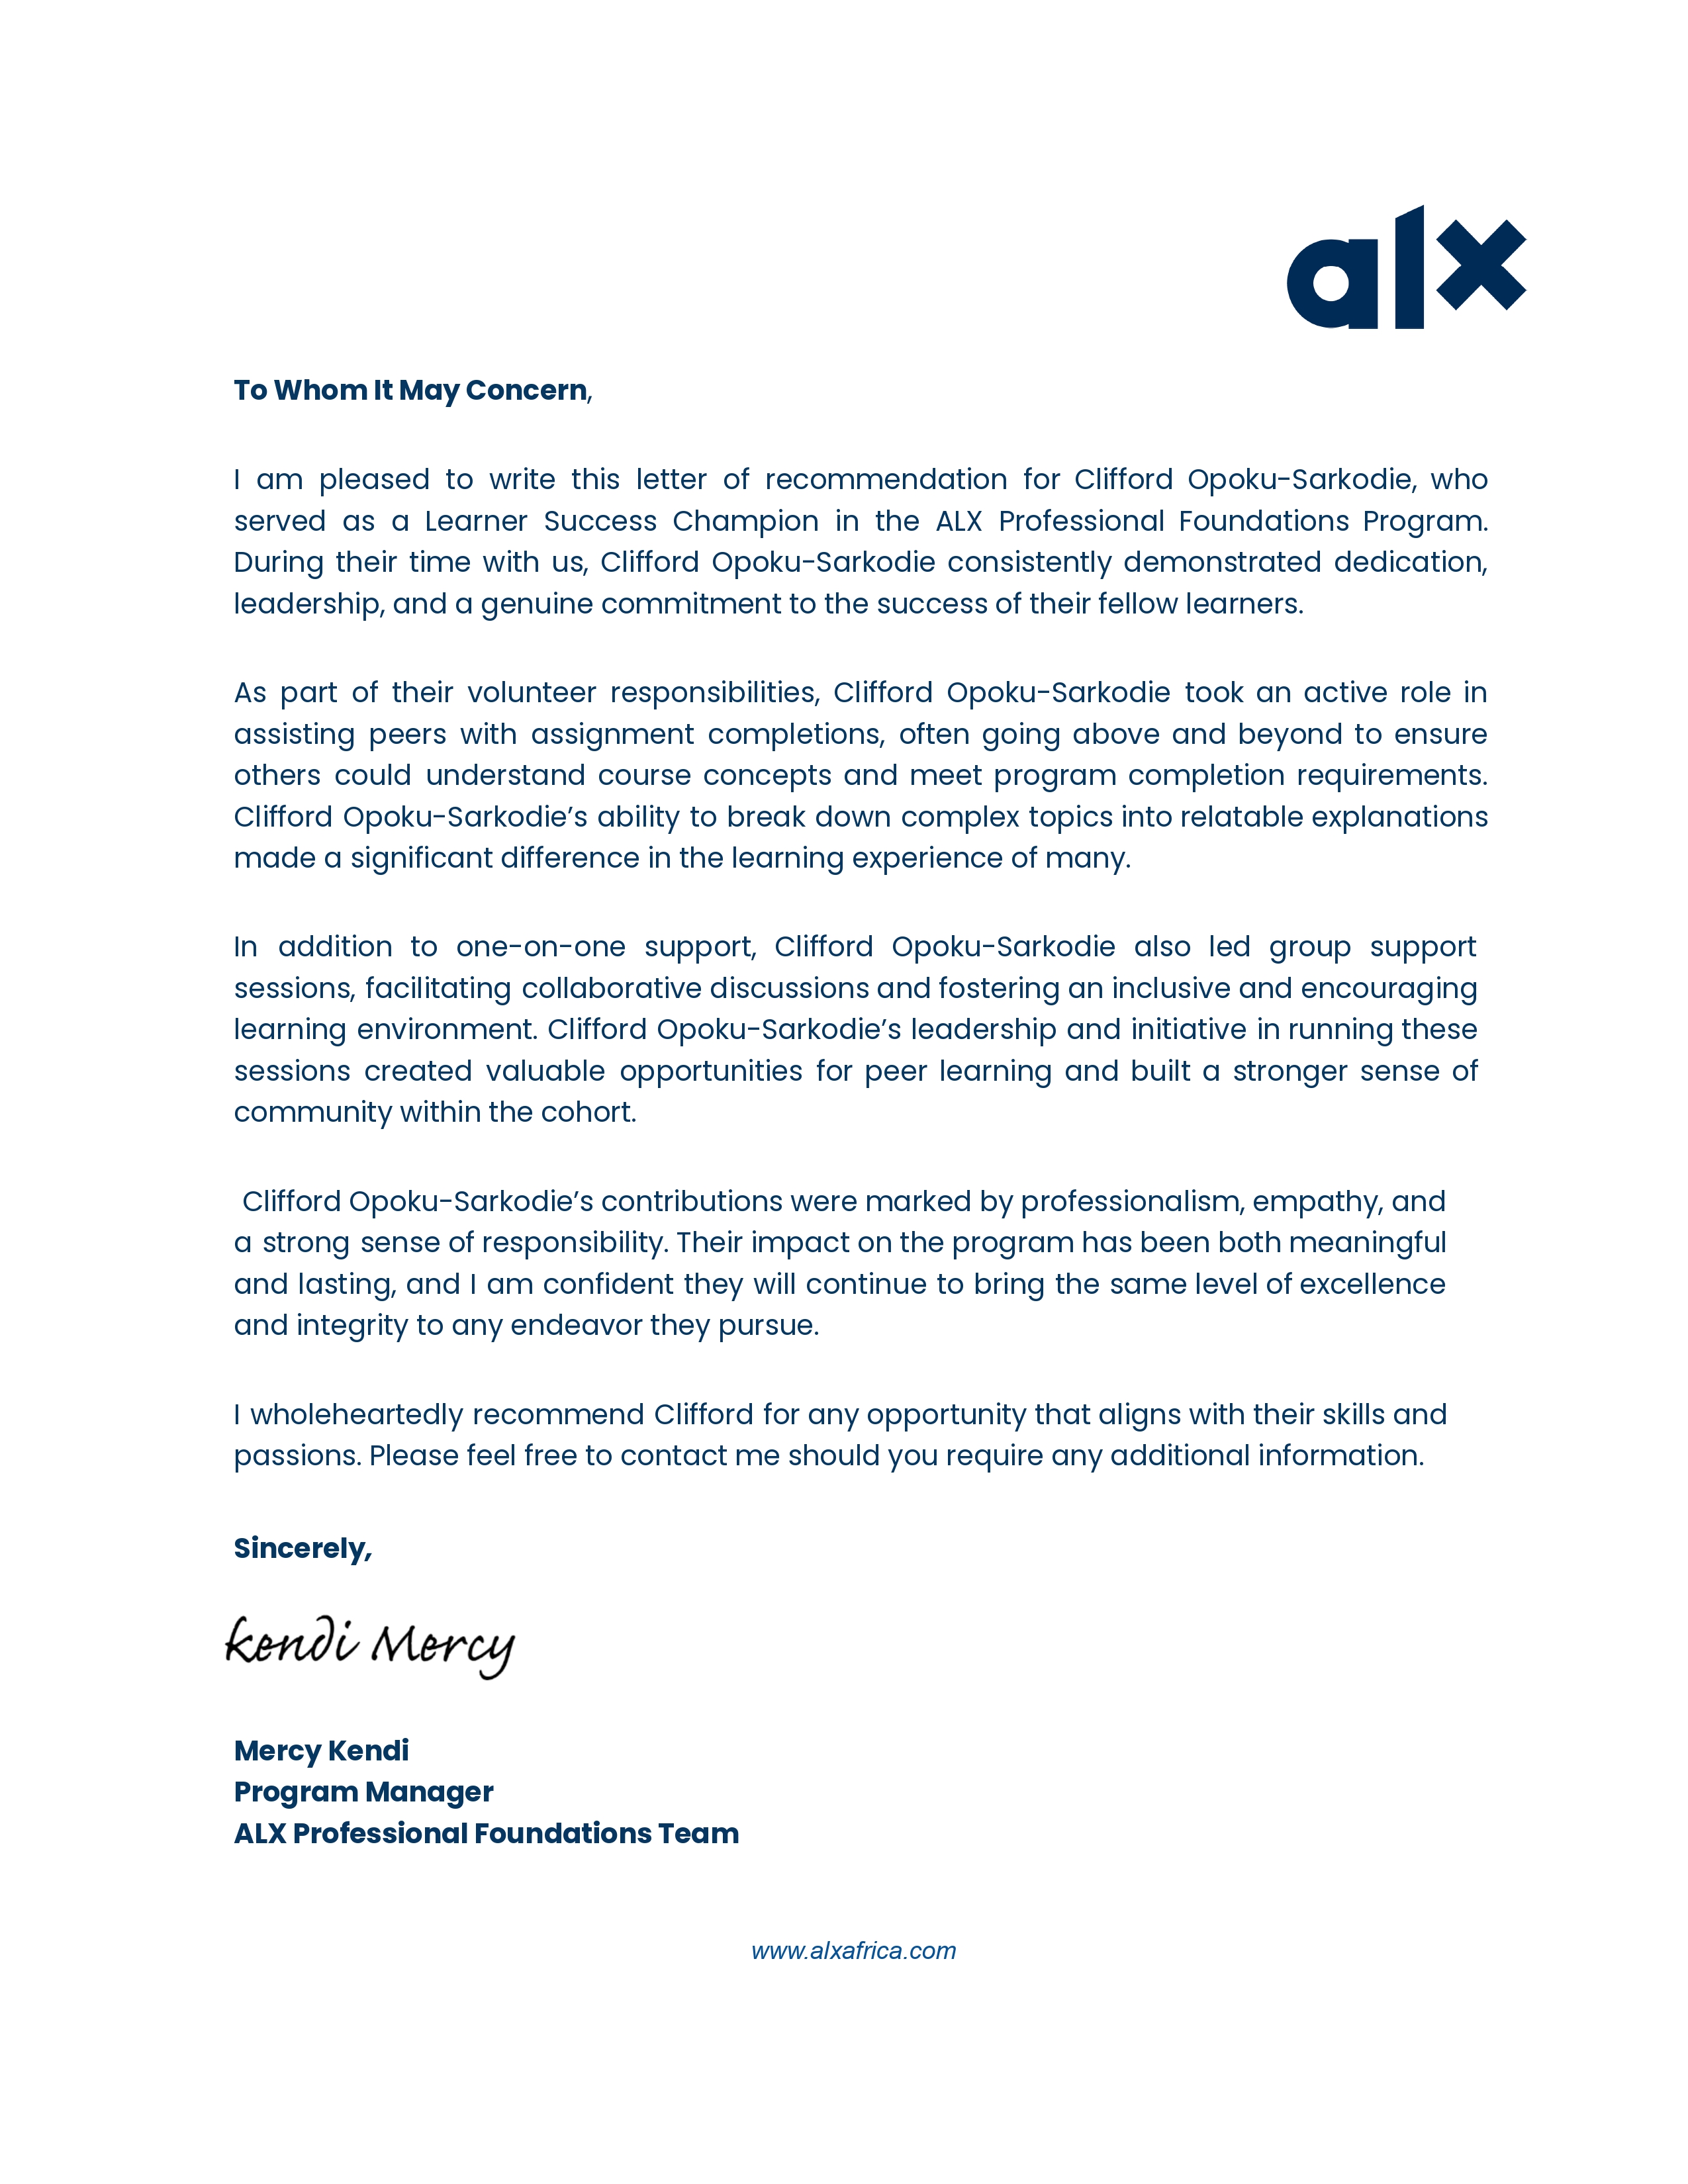 alx
To Whom It May Concern,
I am pleased to write this letter of recommendation for Clifford Opoku-Sarkodie, who
served as a Learner Success Champion in the ALX Professional Foundations Program.
During their time with us, Clifford Opoku-Sarkodie consistently demonstrated dedication,
leadership, and a genuine commitment to the success of their fellow learners.
As part of their volunteer responsibilities, Clifford Opoku-Sarkodie took an active role in
assisting peers with assignment completions, often going above and beyond to ensure
others could understand course concepts and meet program completion requirements.
Clifford Opoku-Sarkodie’s ability to break down complex topics into relatable explanations
made a significant difference in the learning experience of many.
In addition to one-on-one support, Clifford Opoku-Sarkodie also led group support
sessions, facilitating collaborative discussions and fostering an inclusive and encouraging
learning environment. Clifford Opoku-Sarkodie’s leadership and initiative in running these
sessions created valuable opportunities for peer learning and built a stronger sense of
community within the cohort.
Clifford Opoku-Sarkodie’s contributions were marked by professionalism, empathy, and
a strong sense of responsibility. Their impact on the program has been both meaningful
and lasting, and I am confident they will continue to bring the same level of excellence
and integrity to any endeavor they pursue.
I wholeheartedly recommend Clifford for any opportunity that aligns with their skills and
passions. Please feel free to contact me should you require any additional information.
Sincerely,
kendi Mercy
Mercy Kendi
Program Manager
ALX Professional Foundations Team
www.alxafrica.com